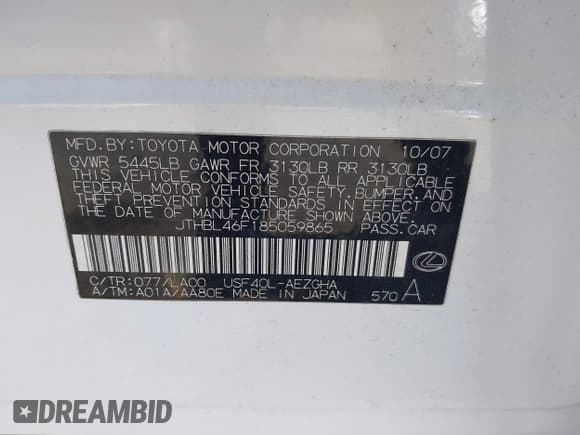 MFD. BY: TOYOTA MOTOR CORPORATION 10/07
GVWR 5445LB GAWR FR 3130LB RR 3130LB
THIS VEHICLE CONFORMS TO ALL APPLICABLE
FEDERAL MOTOR VEHICLE SAFETY, BUMPER, AND
THEFT PREVENTION STANDARDS IN EFFECT ON
THE DATE OF MANUFACTURE SHOWN ABOVE.
JTHBL46F185059865 PASS.CAR
C/TR: 077/LA00 USF40L-AEZGHA
A/TM: A01A/AA80E MADE IN JAPAN 570 A
DREAMBID